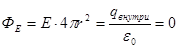 Φ_E = E · 4πr² = q_внутри / ε₀ = 0